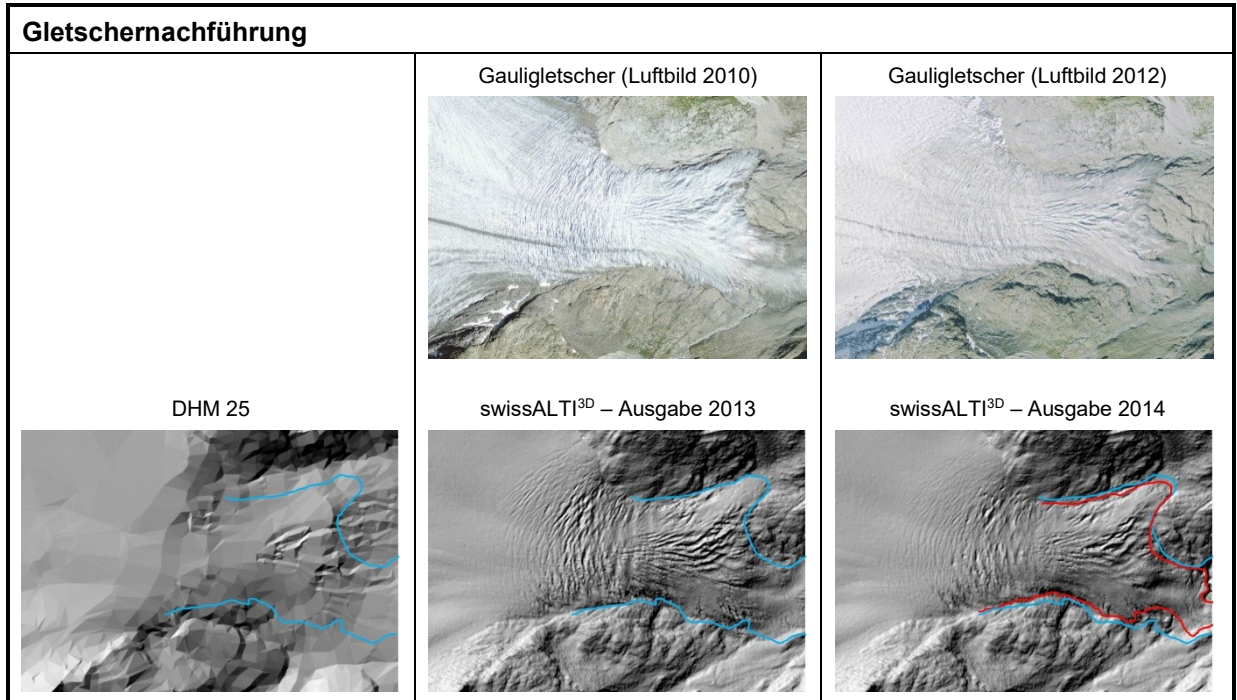 Gletschernachführung
Gauligletscher (Luftbild 2010)
Gauligletscher (Luftbild 2012)
DHM 25
swissALTI3D – Ausgabe 2013
swissALTI3D – Ausgabe 2014